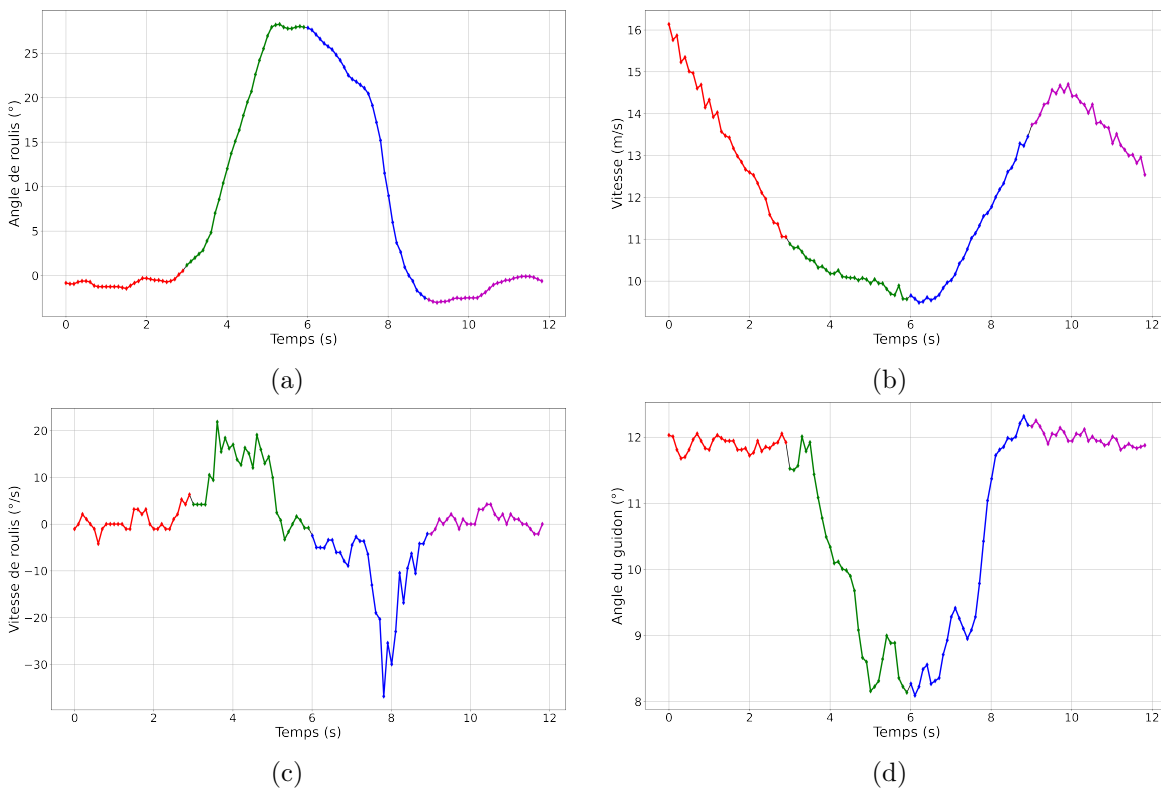 Angle de roulis (°)
25
20
15
10
5
0
0 2 4 6 8 10 12
Temps (s)
(a)
Vitesse (m/s)
16
15
14
13
12
11
10
0 2 4 6 8 10 12
Temps (s)
(b)
Vitesse de roulis (°/s)
20
10
0
−10
−20
−30
0 2 4 6 8 10 12
Temps (s)
(c)
Angle du guidon (°)
12
11
10
9
8
0 2 4 6 8 10 12
Temps (s)
(d)